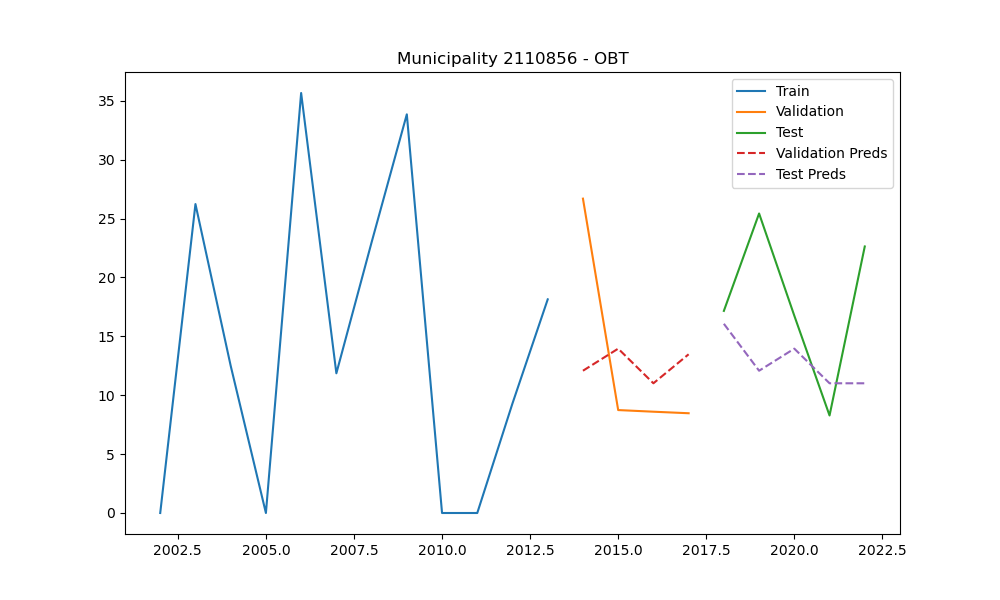 Municipality 2110856 - OBT
Train
Validation
Test
Validation Preds
Test Preds
35
30
25
20
15
10
5
0
2002.5 2005.0 2007.5 2010.0 2012.5 2015.0 2017.5 2020.0 2022.5